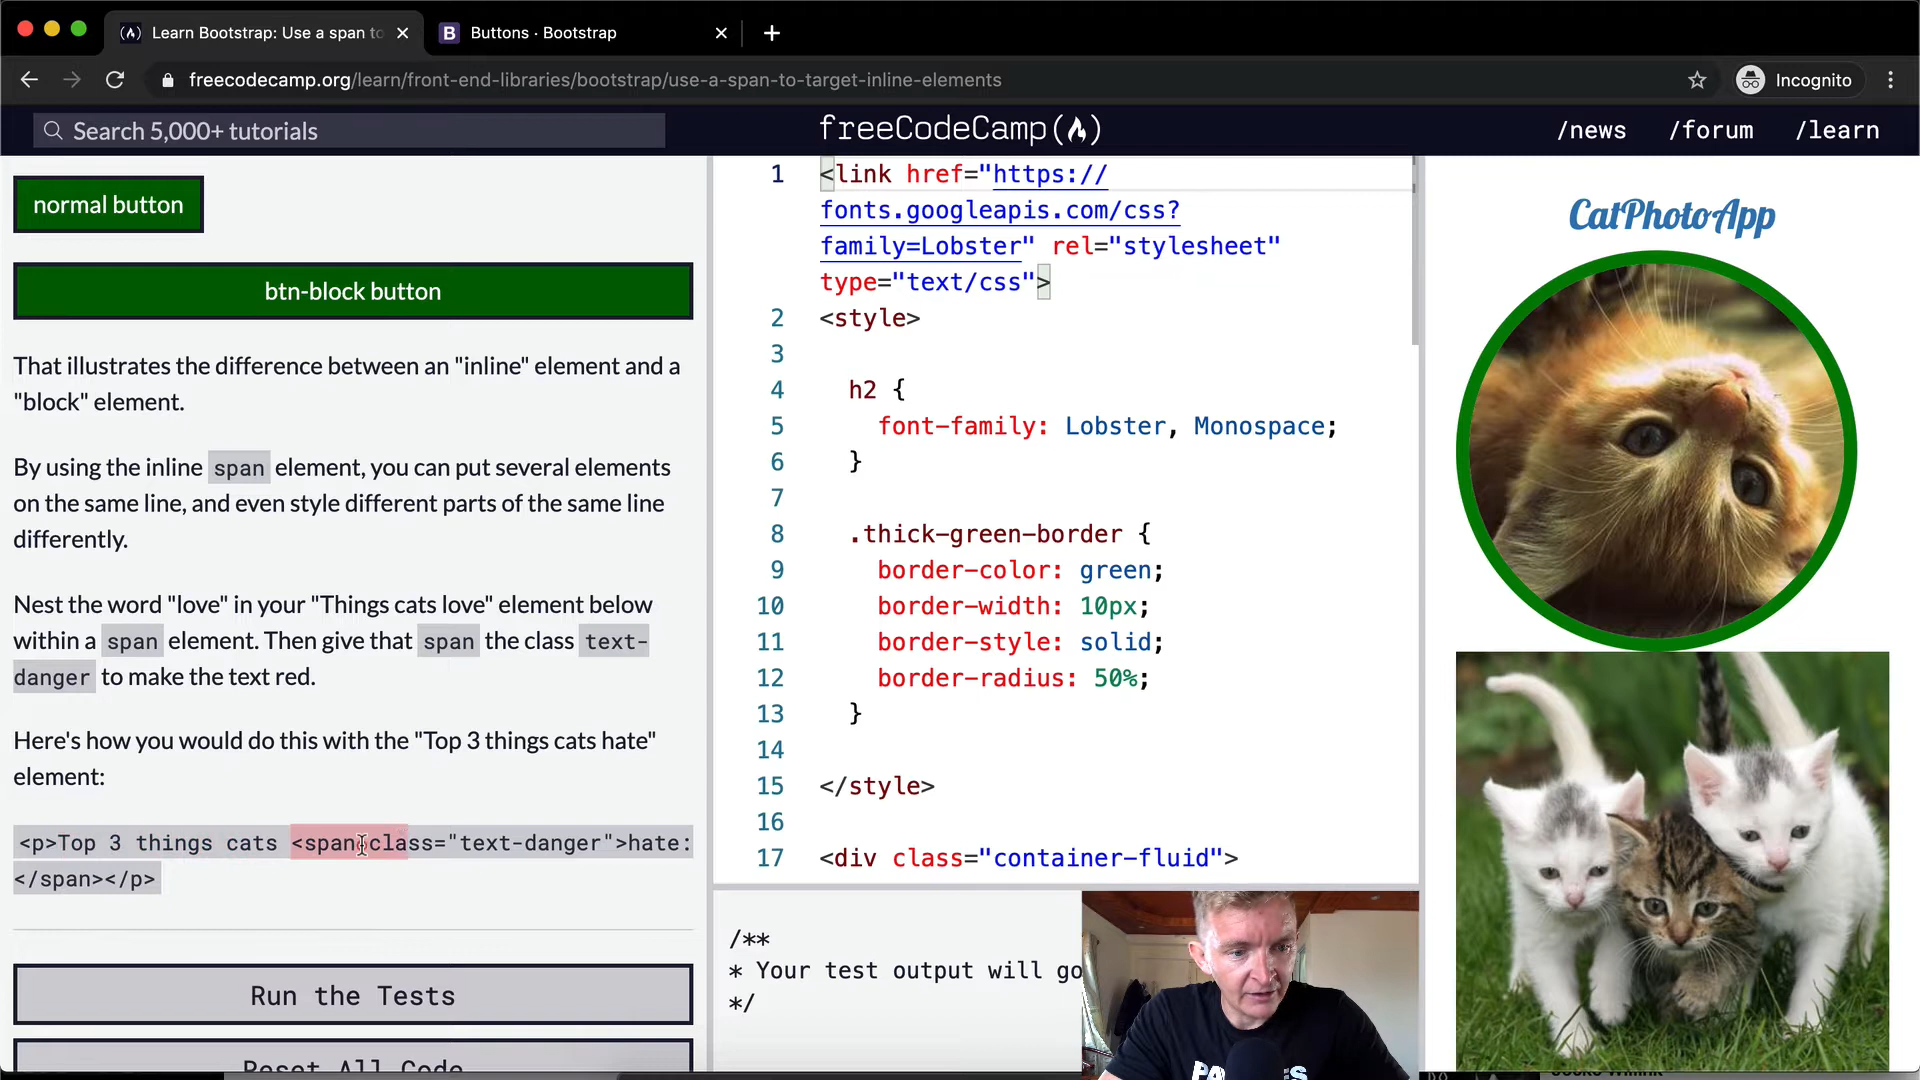 Learn Bootstrap: Use a span to
Buttons · Bootstrap
freecodecamp.org/learn/front-end-libraries/bootstrap/use-a-span-to-target-inline-elements
Incognito
Search 5,000+ tutorials
freeCodeCamp
/news /forum /learn
normal button
btn-block button
That illustrates the difference between an "inline" element and a
"block" element.
By using the inline span element, you can put several elements
on the same line, and even style different parts of the same line
differently.
Nest the word "love" in your "Things cats love" element below
within a span element. Then give that span the class text-
danger to make the text red.
Here's how you would do this with the "Top 3 things cats hate"
element:
<p>Top 3 things cats <span class="text-danger">hate:
</span></p>
Run the Tests
Reset All Code
1 <link href="https://
fonts.googleapis.com/css?
family=Lobster" rel="stylesheet"
type="text/css">
2 <style>
3
4 h2 {
5 font-family: Lobster, Monospace;
6 }
7
8 .thick-green-border {
9 border-color: green;
10 border-width: 10px;
11 border-style: solid;
12 border-radius: 50%;
13 }
14
15 </style>
16
17 <div class="container-fluid">
/**
* Your test output will go
*/
CatPhotoApp